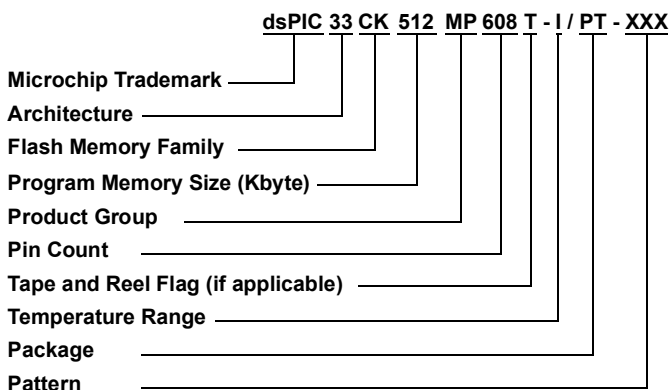 dsPIC 33 CK 512 MP 608 T - I / PT - XXX
Microchip Trademark
Architecture
Flash Memory Family
Program Memory Size (Kbyte)
Product Group
Pin Count
Tape and Reel Flag (if applicable)
Temperature Range
Package
Pattern